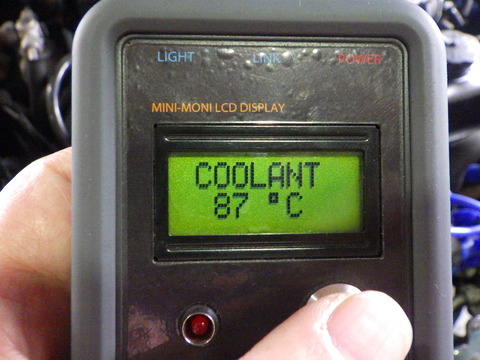 LIGHT LINK POWER
MINI-MONI LCD DISPLAY
COOLANT
87 °C